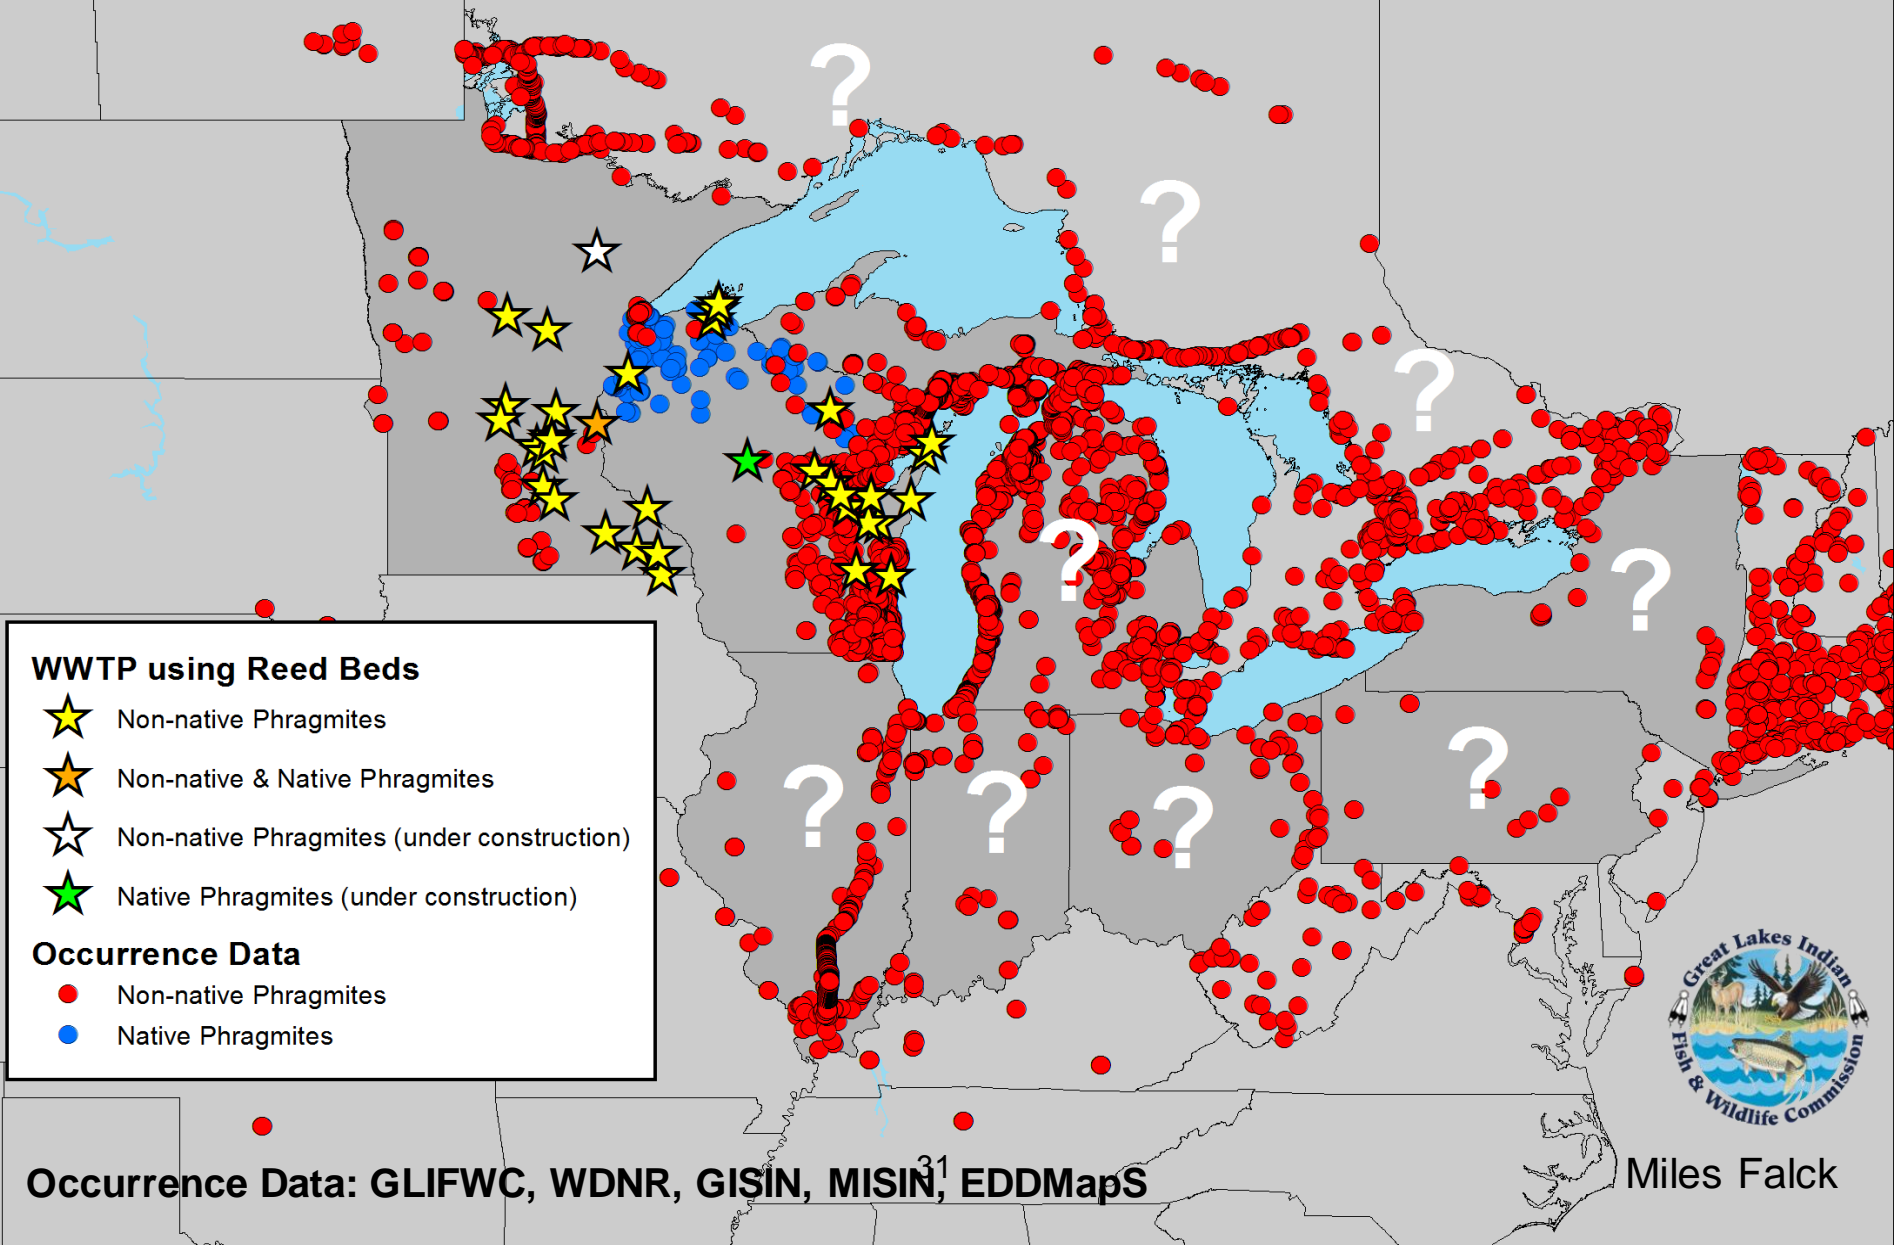 ?
?
?
?
?
?
?
?
?
?
WWTP using Reed Beds
Non-native Phragmites
Non-native & Native Phragmites
Non-native Phragmites (under construction)
Native Phragmites (under construction)
Occurrence Data
Non-native Phragmites
Native Phragmites
Great Lakes Indian
Fish & Wildlife Commission
31
Occurrence Data: GLIFWC, WDNR, GISIN, MISIN, EDDMapS
Miles Falck